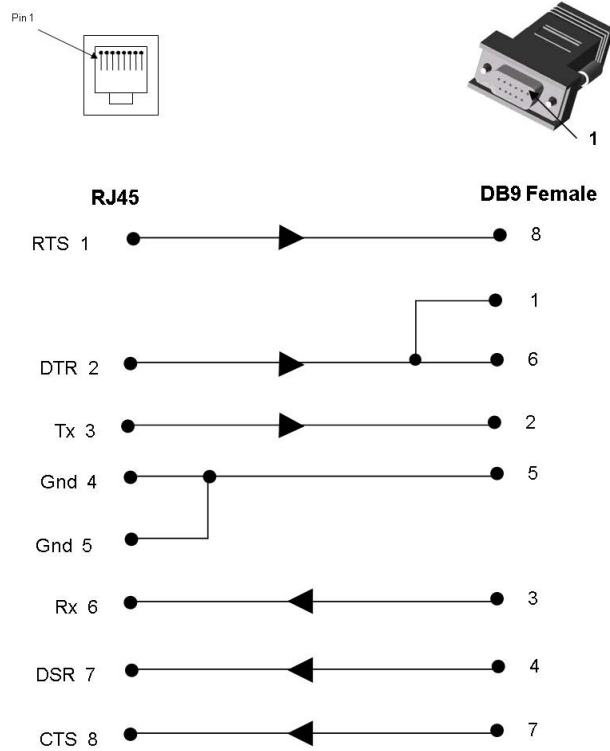 Pin 1
1
RJ45 DB9 Female
RTS 1 8
1
DTR 2 6
Tx 3 2
Gnd 4 5
Gnd 5
Rx 6 3
DSR 7 4
CTS 8 7